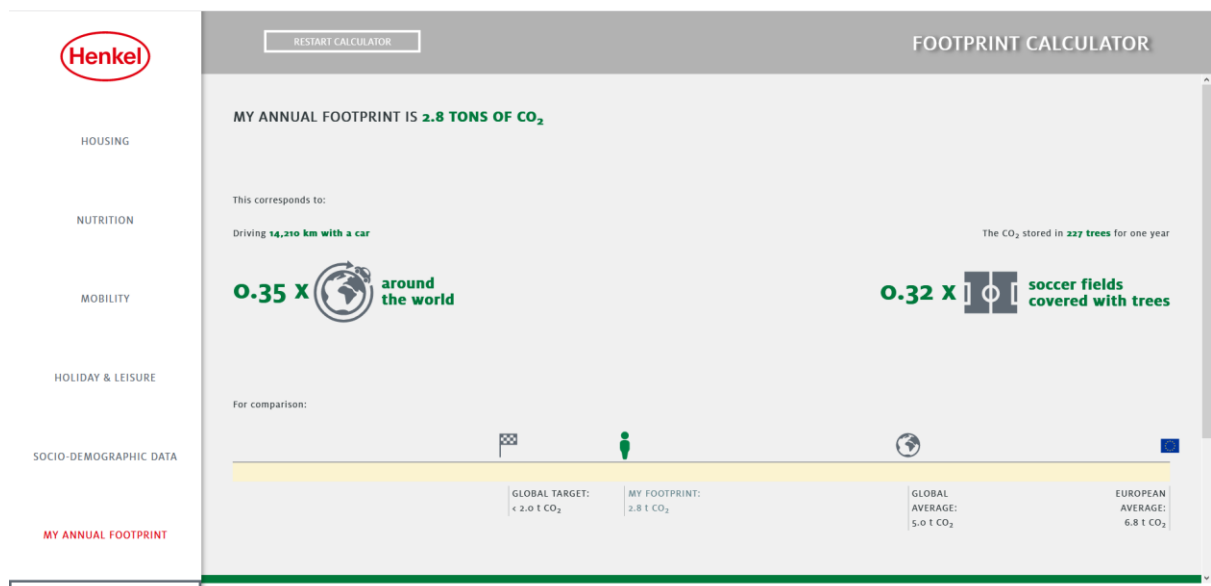 Henkel
RESTART CALCULATOR
FOOTPRINT CALCULATOR
HOUSING
NUTRITION
MOBILITY
HOLIDAY & LEISURE
SOCIO-DEMOGRAPHIC DATA
MY ANNUAL FOOTPRINT
MY ANNUAL FOOTPRINT IS 2.8 TONS OF CO₂
This corresponds to:
Driving 14,210 km with a car
0.35 x
around
the world
The CO₂ stored in 227 trees for one year
0.32 x
soccer fields
covered with trees
For comparison:
GLOBAL TARGET:
< 2.0 t CO₂
MY FOOTPRINT:
2.8 t CO₂
GLOBAL
AVERAGE:
5.0 t CO₂
EUROPEAN
AVERAGE:
6.8 t CO₂